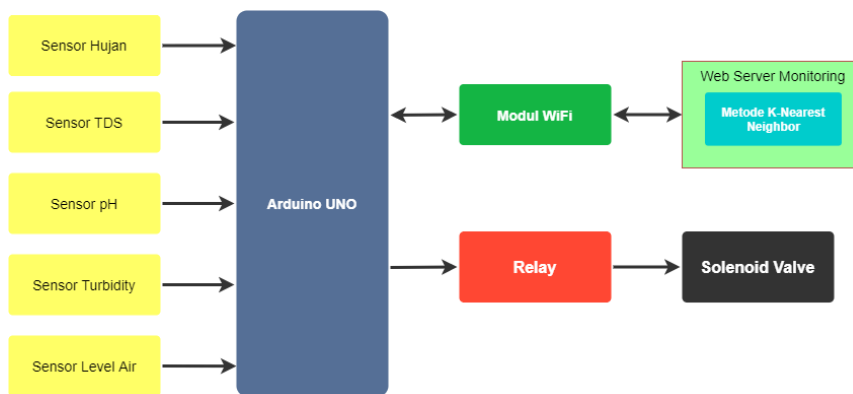 Sensor Hujan
Sensor TDS
Sensor pH
Sensor Turbidity
Sensor Level Air
Arduino UNO
Modul WiFi
Web Server Monitoring
Metode K-Nearest
Neighbor
Relay
Solenoid Valve